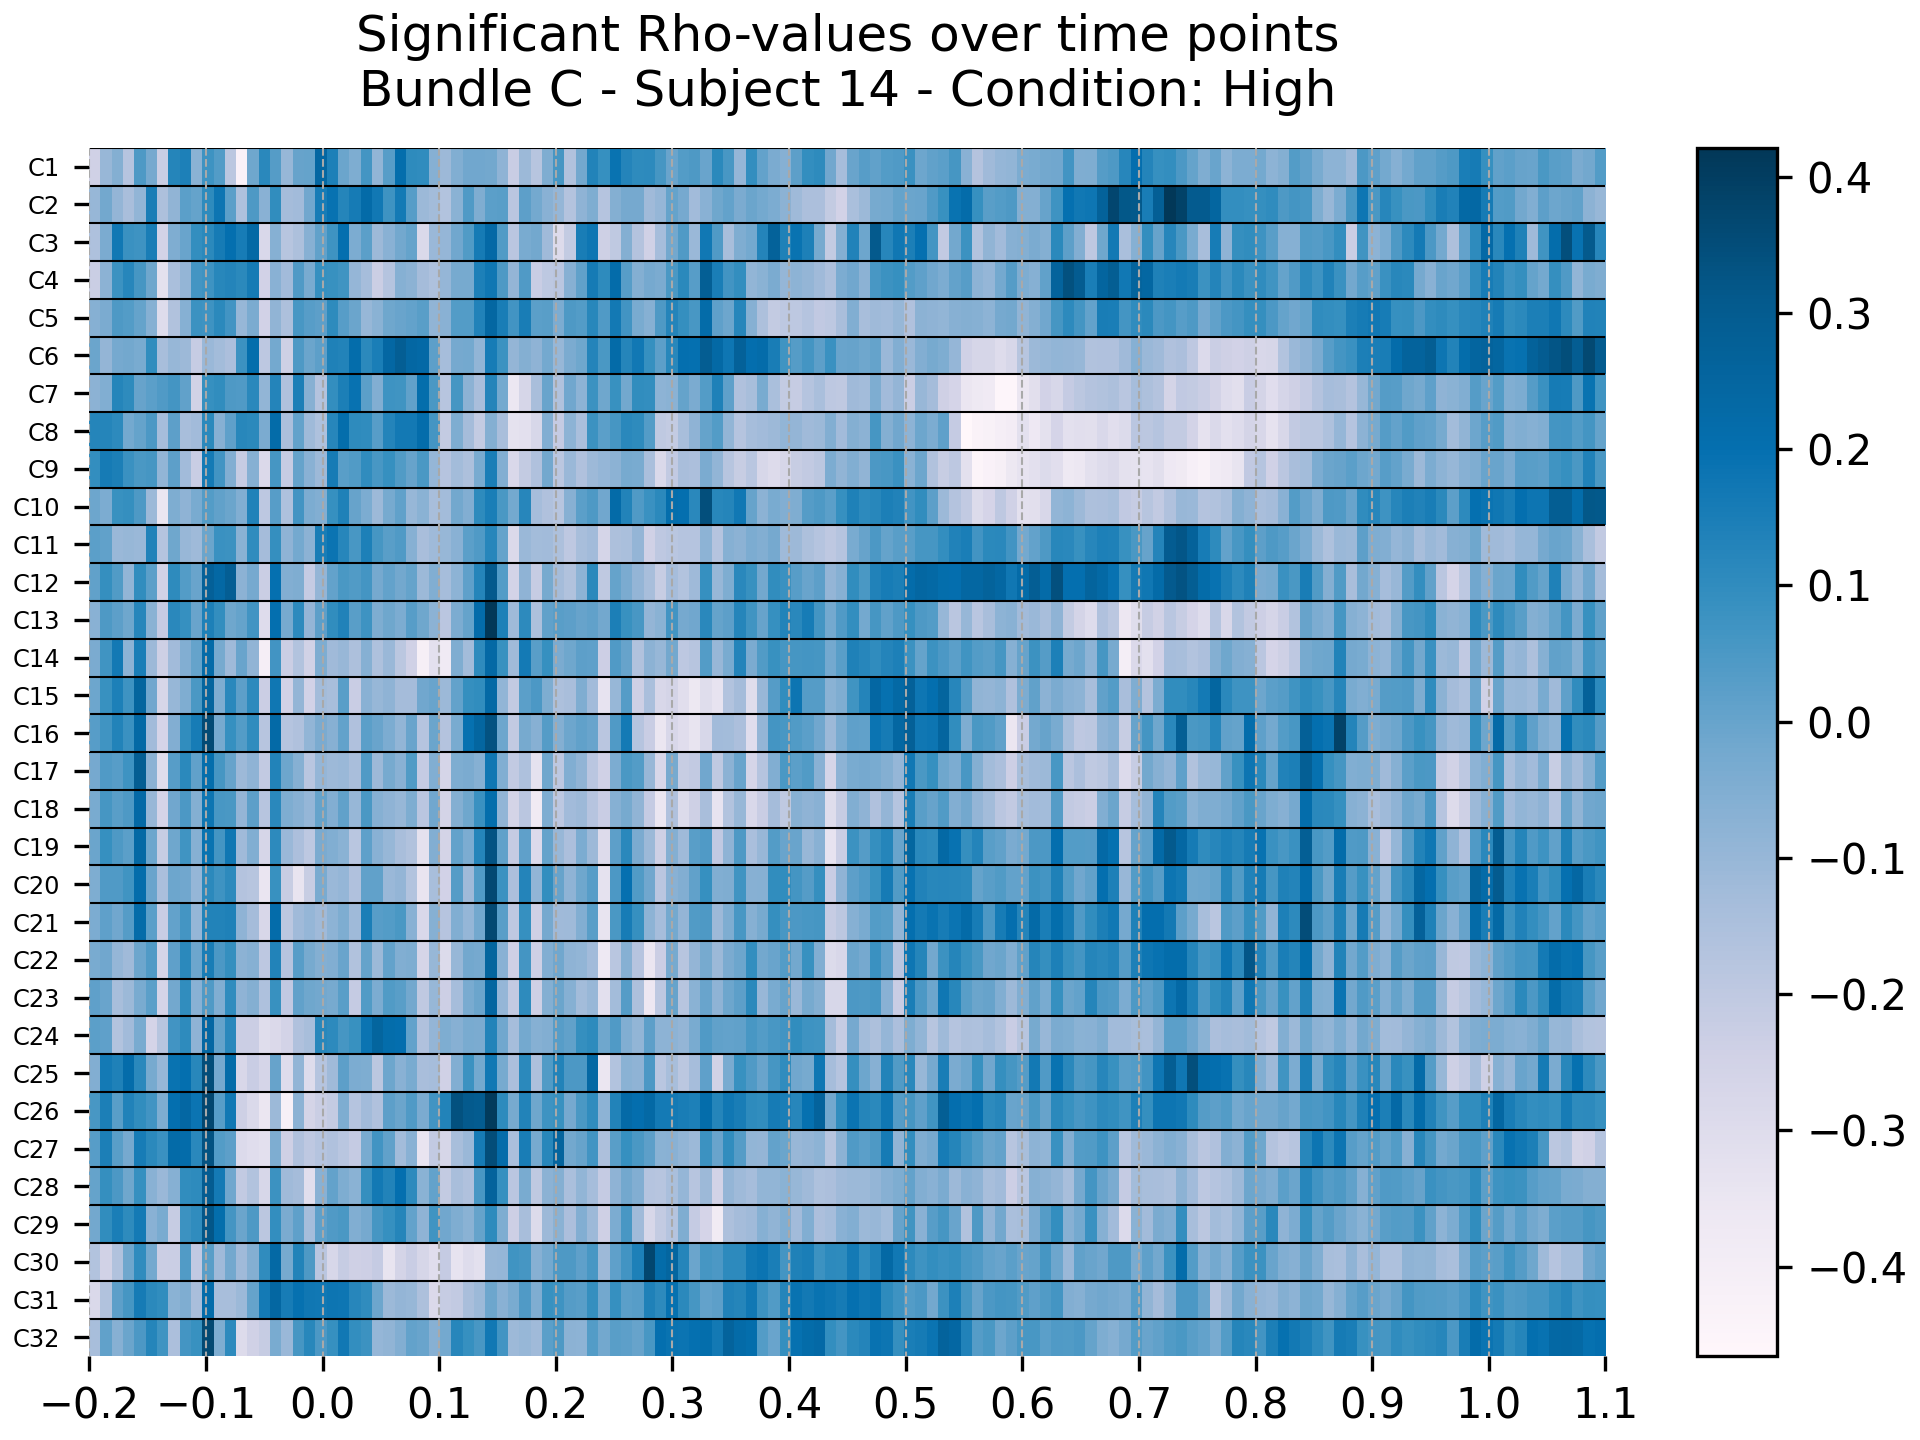 Significant Rho-values over time points
Bundle C - Subject 14 - Condition: High
C1
C2
C3
C4
C5
C6
C7
C8
C9
C10
C11
C12
C13
C14
C15
C16
C17
C18
C19
C20
C21
C22
C23
C24
C25
C26
C27
C28
C29
C30
C31
C32
−0.2 −0.1 0.0 0.1 0.2 0.3 0.4 0.5 0.6 0.7 0.8 0.9 1.0 1.1
0.4
0.3
0.2
0.1
0.0
−0.1
−0.2
−0.3
−0.4